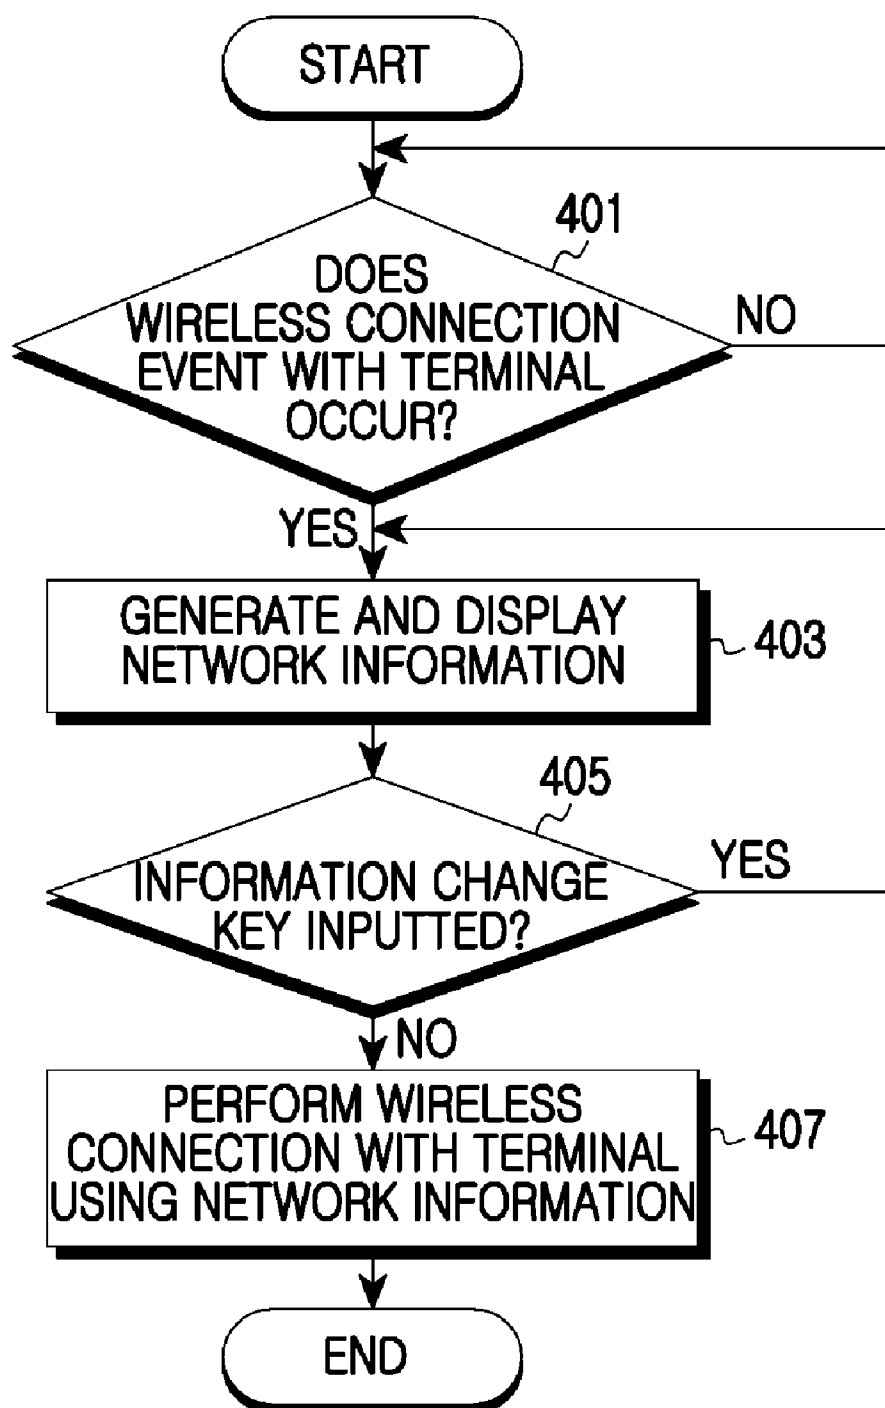 START
401
DOES
WIRELESS CONNECTION
EVENT WITH TERMINAL
OCCUR?
NO
YES
GENERATE AND DISPLAY
NETWORK INFORMATION
403
405
INFORMATION CHANGE
KEY INPUTTED?
YES
NO
PERFORM WIRELESS
CONNECTION WITH TERMINAL
USING NETWORK INFORMATION
407
END